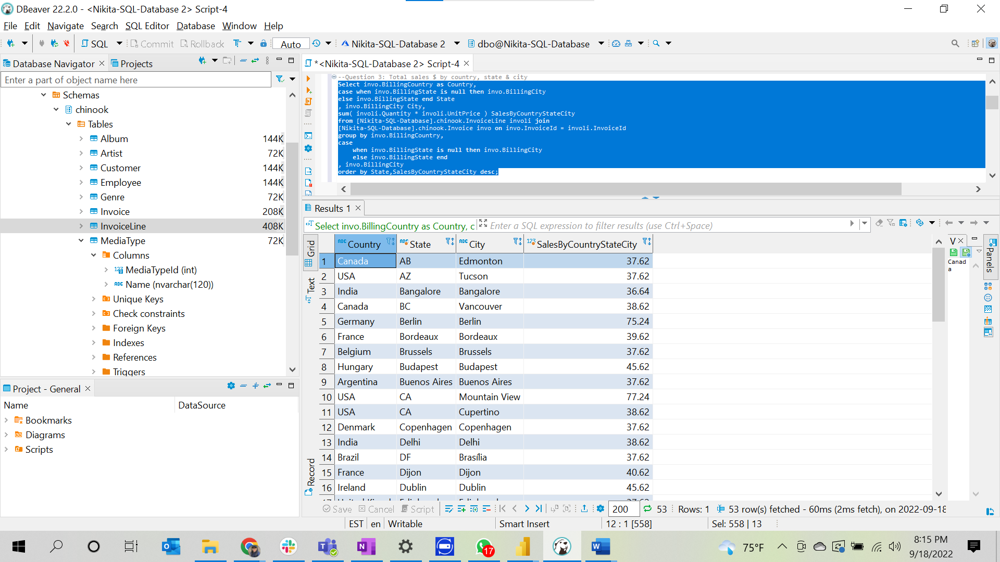 DBeaver 22.2.0 - <Nikita-SQL-Database 2> Script-4
File Edit Navigate Search SQL Editor Database Window Help
SQL Commit Rollback Auto Nikita-SQL-Database 2 dbo@Nikita-SQL-Database
Database Navigator Projects
Enter a part of object name here
Schemas
chinook
Tables
Album 144K
Artist 72K
Customer 144K
Employee 144K
Genre 72K
Invoice 208K
InvoiceLine 408K
MediaType 72K
Columns
MediaTypeId (int)
Name (nvarchar(120))
Unique Keys
Check constraints
Foreign Keys
Indexes
References
Triggers
Project - General
Name DataSource
Bookmarks
Diagrams
Scripts
*<Nikita-SQL-Database 2> Script-4
--Question 3: Total sales $ by country, state & city
Select invo.BillingCountry as Country,
case when invo.BillingState is null then invo.BillingCity
else invo.BillingState end State
, invo.BillingCity City,
sum( involi.Quantity * involi.UnitPrice ) SalesByCountryStateCity
from [Nikita-SQL-Database].chinook.InvoiceLine involi join
[Nikita-SQL-Database].chinook.Invoice invo on invo.InvoiceId = involi.InvoiceId
group by invo.BillingCountry,
case
when invo.BillingState is null then invo.BillingCity
else invo.BillingState end
, invo.BillingCity
order by State,SalesByCountryStateCity desc;
Results 1
Select invo.BillingCountry as Country, c Enter a SQL expression to filter results (use Ctrl+Space)
Grid
Text
Record
Country State City SalesByCountryStateCity
1 Canada AB Edmonton 37.62
2 USA AZ Tucson 37.62
3 India Bangalore Bangalore 36.64
4 Canada BC Vancouver 38.62
5 Germany Berlin Berlin 75.24
6 France Bordeaux Bordeaux 39.62
7 Belgium Brussels Brussels 37.62
8 Hungary Budapest Budapest 45.62
9 Argentina Buenos Aires Buenos Aires 37.62
10 USA CA Mountain View 77.24
11 USA CA Cupertino 38.62
12 Denmark Copenhagen Copenhagen 37.62
13 India Delhi Delhi 38.62
14 Brazil DF Brasília 37.62
15 France Dijon Dijon 40.62
16 Ireland Dublin Dublin 45.62
V
Canad
a
Panels
Save Cancel Script 200 53 Rows: 1 53 row(s) fetched - 60ms (2ms fetch), on 2022-09-18
EST en Writable Smart Insert 12 : 1 [558] Sel: 558 | 13
17
75°F
8:15 PM
9/18/2022